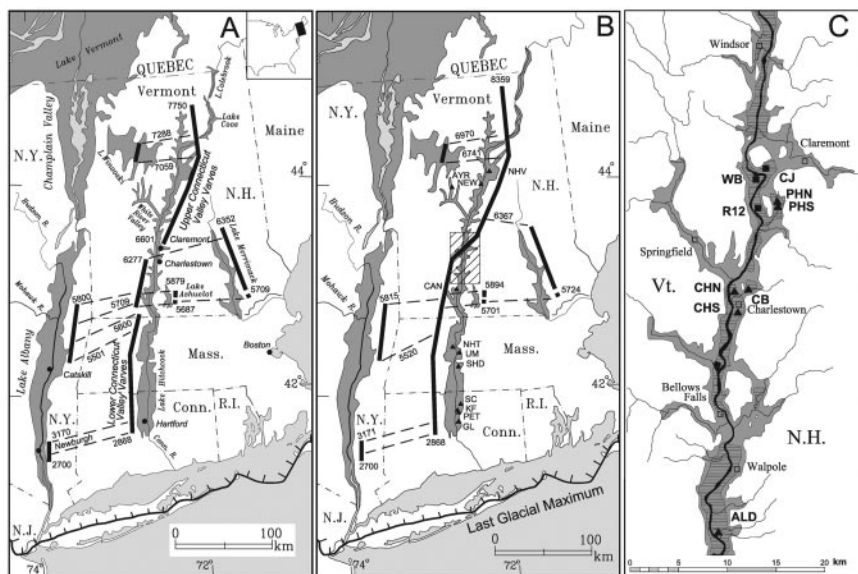 A
Lake Vermont
QUEBEC
Vermont
7750
L. Colebrook
Lake Coos
Champlain Valley
7288
Maine
N.Y.
L. Winooski
7059
44°
Upper Connecticut
Valley Varves
N.H.
White
River
Valley
Hudson R.
6352
6601
Claremont
Lake Merrimack
6277
Charlestown
5879
Lake
Ashuelot
5800
Mohawk R.
5709
5709
5687
5600
5501
Mass.
Boston
Lake Albany
Catskill
Lower Connecticut
Valley Varves
Lake Hitchcock
42°
N.Y.
Conn.
R.I.
3170
Newburgh
Hartford
2868
Conn. R.
2700
N.J.
0
100
km
74°
72°
B
QUEBEC
8359
Vermont
Maine
6970
6741
N.Y.
44°
AYR
NEW
NHV
N.H.
Hudson R.
6367
CAN
5894
5724
5815
Mohawk R.
5701
5520
NHT
UM
SHD
Mass.
42°
SC
KF
PET
GL
R.I.
N.Y.
3171
2868
Conn.
2700
Last Glacial Maximum
N.J.
0
100
km
74°
72°
C
Windsor
Claremont
WB
CJ
PHN
PHS
R12
Springfield
Vt.
CHN
CB
CHS
Charlestown
Bellows
Falls
N.H.
Walpole
ALD
0
5
10
15
20
km